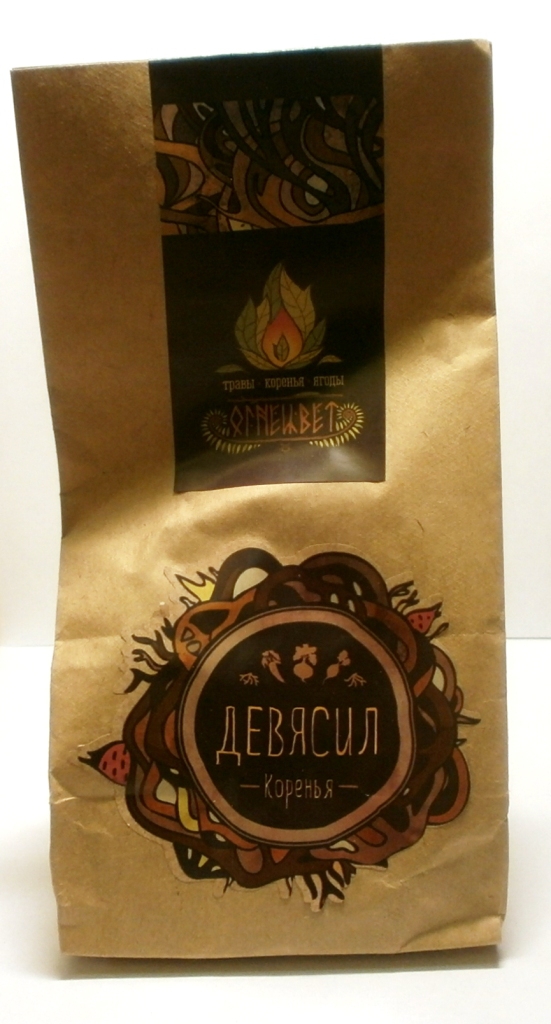 травы · коренья · ягоды
ОГНЕЦВЕТ
ДЕВЯСИЛ
– Коренья –